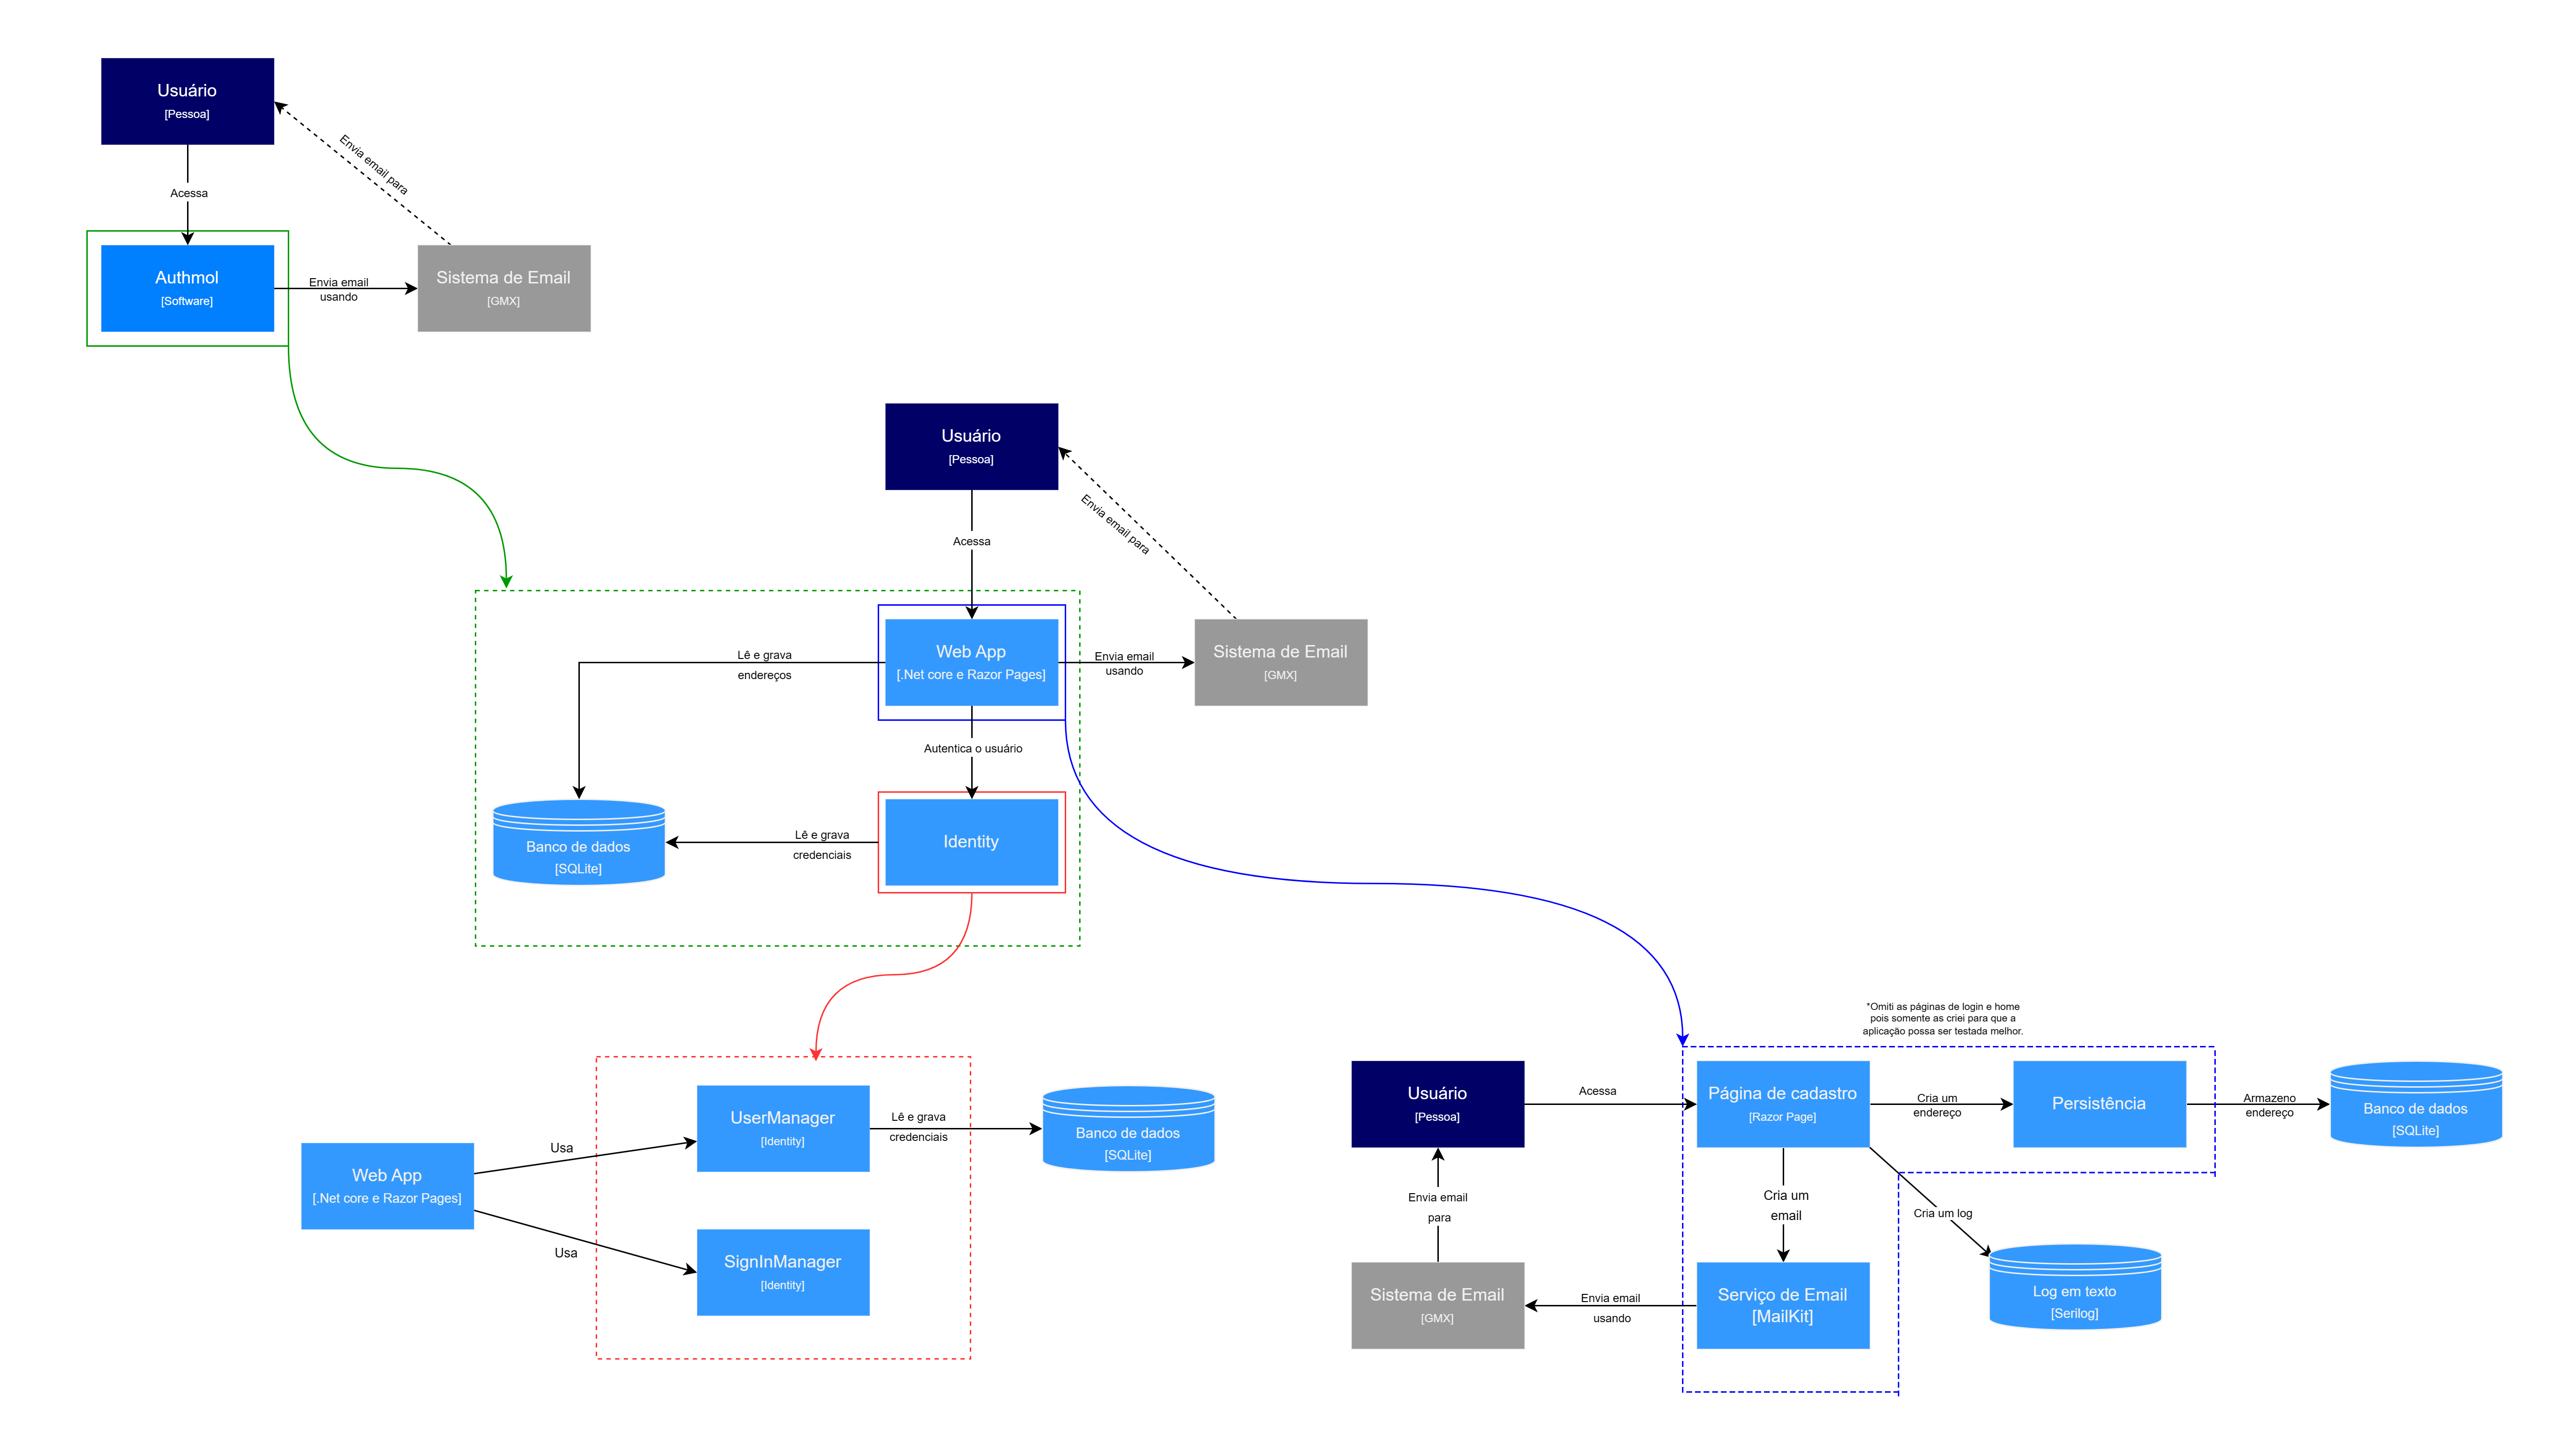 Usuário
[Pessoa]
Envia email para
Acessa
Authmol
[Software]
Envia email
usando
Sistema de Email
[GMX]
Usuário
[Pessoa]
Envia email para
Acessa
Web App
[.Net core e Razor Pages]
Lê e grava
endereços
Envia email
usando
Sistema de Email
[GMX]
Autentica o usuário
Banco de dados
[SQLite]
Lê e grava
credenciais
Identity
Web App
[.Net core e Razor Pages]
Usa
Usa
UserManager
[Identity]
Lê e grava
credenciais
Banco de dados
[SQLite]
SignInManager
[Identity]
*Omiti as páginas de login e home
pois somente as criei para que a
aplicação possa ser testada melhor.
Usuário
[Pessoa]
Acessa
Página de cadastro
[Razor Page]
Cria um
endereço
Persistência
Armazeno
endereço
Banco de dados
[SQLite]
Envia email
para
Cria um
email
Cria um log
Sistema de Email
[GMX]
Envia email
usando
Serviço de Email
[MailKit]
Log em texto
[Serilog]